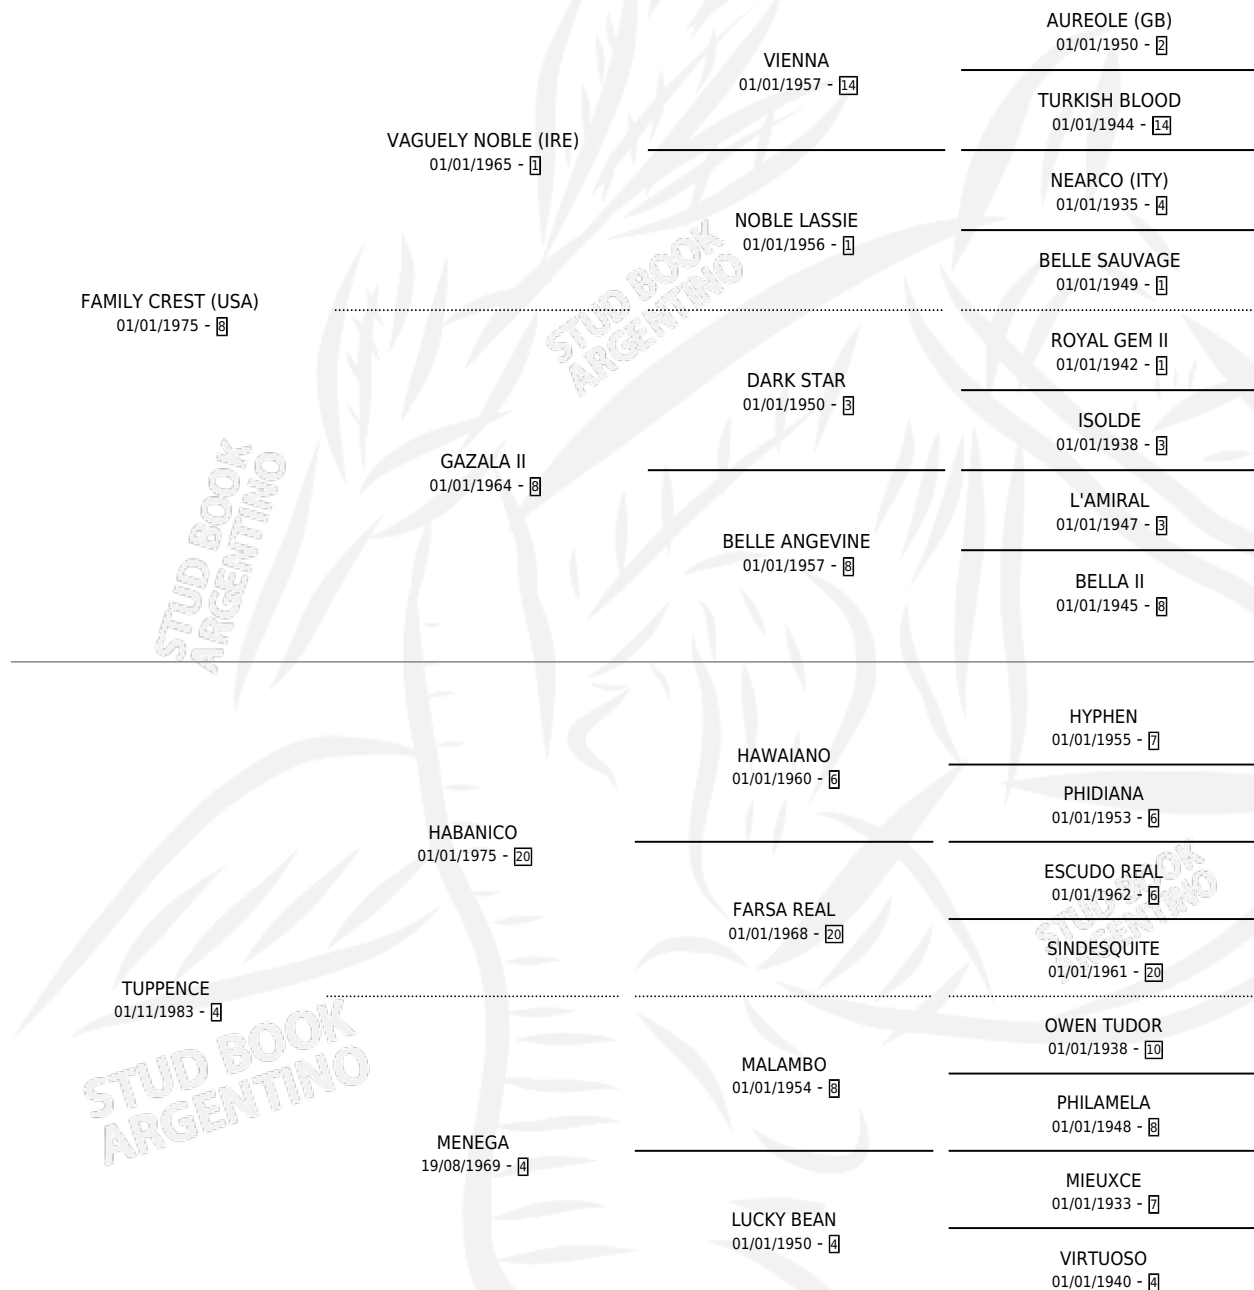 AUREOLE (GB)
01/01/1950 - 2
VIENNA
01/01/1957 - 14
TURKISH BLOOD
01/01/1944 - 14
VAGUELY NOBLE (IRE)
01/01/1965 - 1
NEARCO (ITY)
01/01/1935 - 4
NOBLE LASSIE
01/01/1956 - 1
BELLE SAUVAGE
01/01/1949 - 1
FAMILY CREST (USA)
01/01/1975 - 8
ROYAL GEM II
01/01/1942 - 1
DARK STAR
01/01/1950 - 3
ISOLDE
01/01/1938 - 3
GAZALA II
01/01/1964 - 8
L'AMIRAL
01/01/1947 - 3
BELLE ANGEVINE
01/01/1957 - 8
BELLA II
01/01/1945 - 8
HYPHEN
01/01/1955 - 7
HAWAIANO
01/01/1960 - 6
PHIDIANA
01/01/1953 - 6
HABANICO
01/01/1975 - 20
ESCUDO REAL
01/01/1962 - 6
FARSA REAL
01/01/1968 - 20
SINDESQUITE
01/01/1961 - 20
TUPPENCE
01/11/1983 - 4
OWEN TUDOR
01/01/1938 - 10
MALAMBO
01/01/1954 - 8
PHILAMELA
01/01/1948 - 8
MENEGA
19/08/1969 - 4
MIEUXCE
01/01/1933 - 7
LUCKY BEAN
01/01/1950 - 4
VIRTUOSO
01/01/1940 - 4
STUD BOOK
ARGENTINO
STUD BOOK
ARGENTINO
STUD BOOK
ARGENTINO
STUD BOOK
ARGENTINO